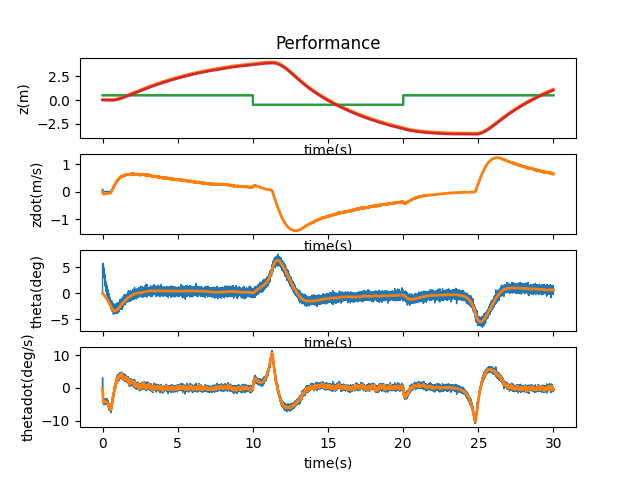 Performance
z(m)
2.5
0.0
−2.5
time(s)
zdot(m/s)
1
0
−1
time(s)
theta(deg)
5
0
−5
time(s)
thetadot(deg/s)
10
0
−10
0 5 10 15 20 25 30
time(s)